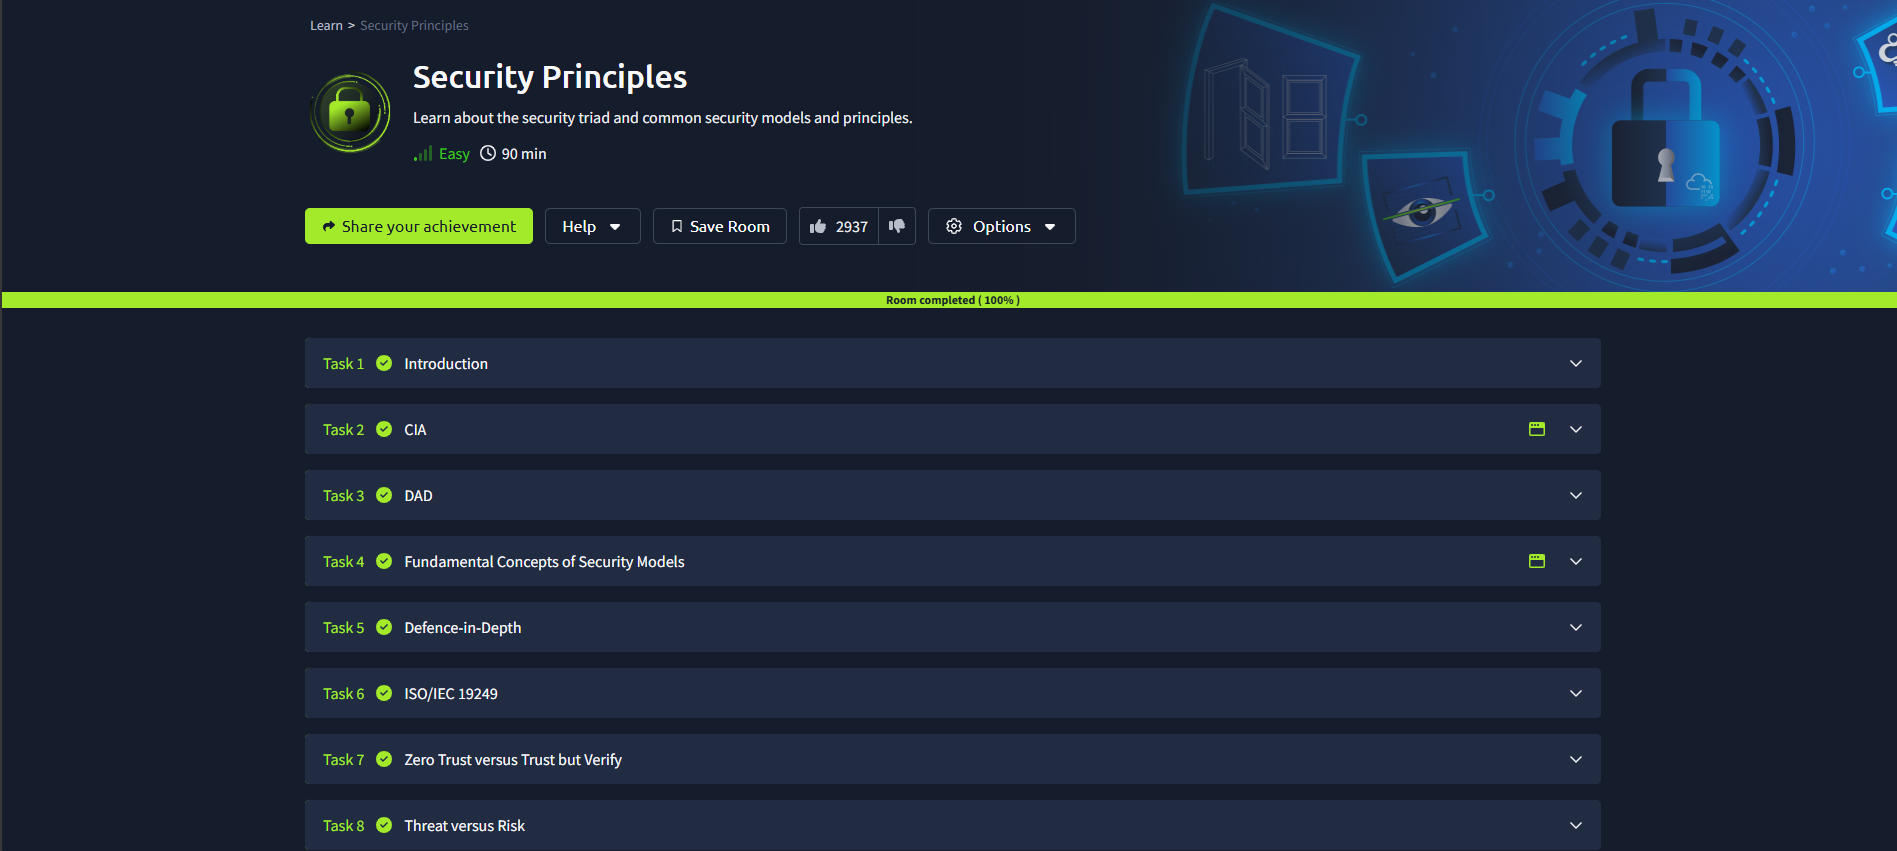 Learn > Security Principles
Security Principles
Learn about the security triad and common security models and principles.
Easy 90 min
Share your achievement Help Save Room 2937 Options
Room completed ( 100% )
Task 1 Introduction
Task 2 CIA
Task 3 DAD
Task 4 Fundamental Concepts of Security Models
Task 5 Defence-in-Depth
Task 6 ISO/IEC 19249
Task 7 Zero Trust versus Trust but Verify
Task 8 Threat versus Risk